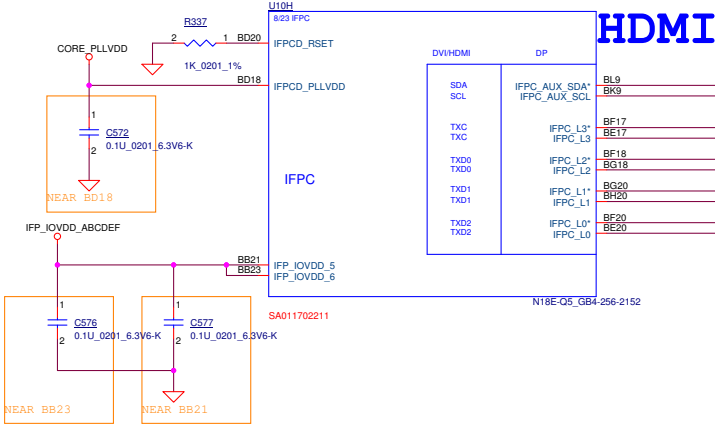 U10H
8/23 IFPC
HDMI
R337
2 1 BD20 IFPCD_RSET
1K_0201_1%
CORE_PLLVDD
BD18 IFPCD_PLLVDD
DVI/HDMI DP
SDA IFPC_AUX_SDA* BL9
SCL IFPC_AUX_SCL BK9
TXC IFPC_L3* BF17
TXC IFPC_L3 BE17
TXD0 IFPC_L2* BF18
TXD0 IFPC_L2 BG18
TXD1 IFPC_L1* BG20
TXD1 IFPC_L1 BH20
TXD2 IFPC_L0* BF20
TXD2 IFPC_L0 BE20
1
C572
0.1U_0201_6.3V6-K
2
NEAR BD18
IFPC
IFP_IOVDD_ABCDEF
BB21 IFP_IOVDD_5
BB23 IFP_IOVDD_6
N18E-Q5_GB4-256-2152
SA011702211
1 1
C576 C577
0.1U_0201_6.3V6-K 0.1U_0201_6.3V6-K
2 2
NEAR BB23 NEAR BB21